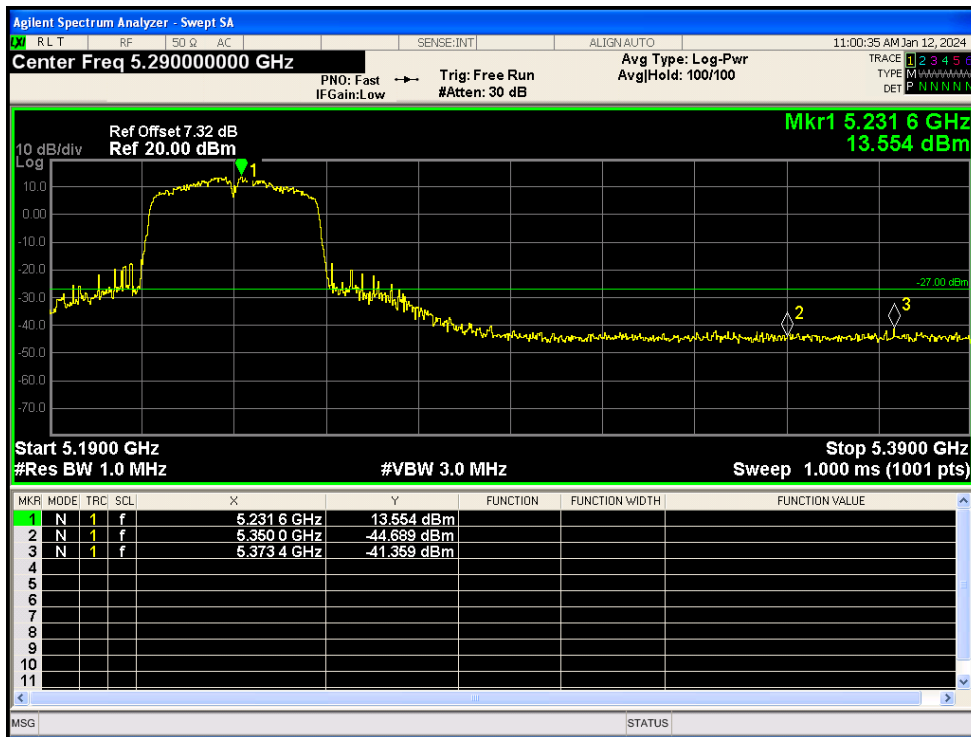 Agilent Spectrum Analyzer - Swept SA
LXI RLT RF 50 Ω AC SENSE:INT ALIGNAUTO 11:00:35 AM Jan 12, 2024
Center Freq 5.290000000 GHz Avg Type: Log-Pwr TRACE 1 2 3 4 5 6
PNO: Fast Trig: Free Run Avg|Hold: 100/100 TYPE M
IFGain:Low #Atten: 30 dB DET P N N N N N
Mkr1 5.231 6 GHz
Ref Offset 7.32 dB
10 dB/div Ref 20.00 dBm 13.554 dBm
Log
1
10.0
0.00
-10.0
-20.0
-27.00 dBm
-30.0
2 3
-40.0
-50.0
-60.0
-70.0
Start 5.1900 GHz Stop 5.3900 GHz
#Res BW 1.0 MHz #VBW 3.0 MHz Sweep 1.000 ms (1001 pts)
MKR MODE TRC SCL X Y FUNCTION FUNCTION WIDTH FUNCTION VALUE
1 N 1 f 5.231 6 GHz 13.554 dBm
2 N 1 f 5.350 0 GHz -44.689 dBm
3 N 1 f 5.373 4 GHz -41.359 dBm
4
5
6
7
8
9
10
11
MSG STATUS